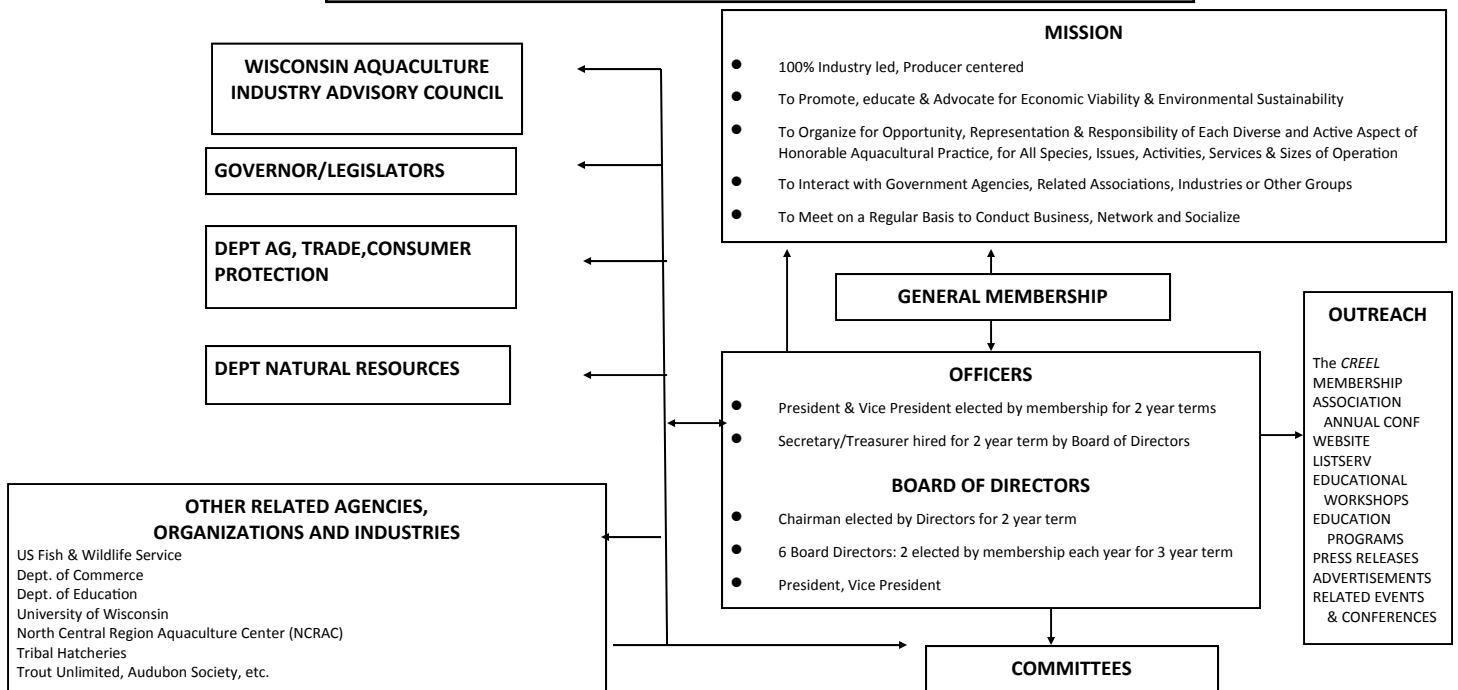 MISSION
● 100% Industry led, Producer centered
● To Promote, educate & Advocate for Economic Viability & Environmental Sustainability
● To Organize for Opportunity, Representation & Responsibility of Each Diverse and Active Aspect of
Honorable Aquacultural Practice, for All Species, Issues, Activities, Services & Sizes of Operation
● To Interact with Government Agencies, Related Associations, Industries or Other Groups
● To Meet on a Regular Basis to Conduct Business, Network and Socialize
WISCONSIN AQUACULTURE
INDUSTRY ADVISORY COUNCIL
GOVERNOR/LEGISLATORS
DEPT AG, TRADE,CONSUMER
PROTECTION
DEPT NATURAL RESOURCES
GENERAL MEMBERSHIP
OFFICERS
● President & Vice President elected by membership for 2 year terms
● Secretary/Treasurer hired for 2 year term by Board of Directors
BOARD OF DIRECTORS
● Chairman elected by Directors for 2 year term
● 6 Board Directors: 2 elected by membership each year for 3 year term
● President, Vice President
OUTREACH
The CREEL
MEMBERSHIP
ASSOCIATION
ANNUAL CONF
WEBSITE
LISTSERV
EDUCATIONAL
WORKSHOPS
EDUCATION
PROGRAMS
PRESS RELEASES
ADVERTISEMENTS
RELATED EVENTS
& CONFERENCES
OTHER RELATED AGENCIES,
ORGANIZATIONS AND INDUSTRIES
US Fish & Wildlife Service
Dept. of Commerce
Dept. of Education
University of Wisconsin
North Central Region Aquaculture Center (NCRAC)
Tribal Hatcheries
Trout Unlimited, Audubon Society, etc.
COMMITTEES